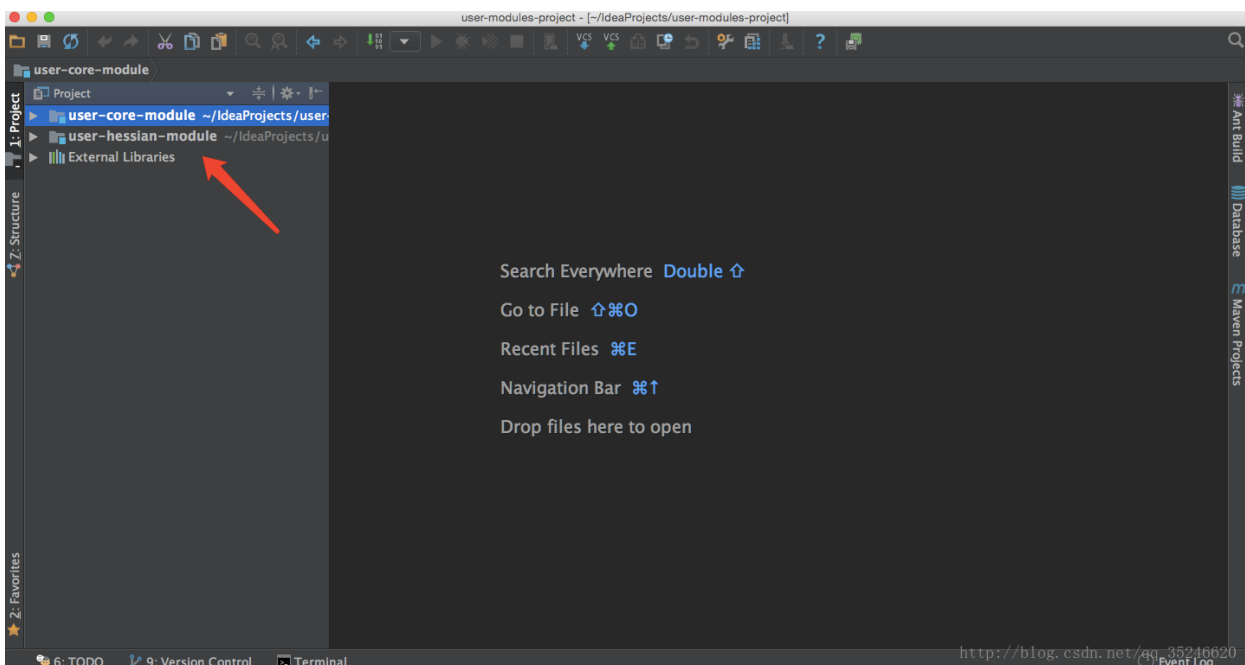 user-modules-project - [~/IdeaProjects/user-modules-project]
VCS VCS ?
user-core-module
Project
user-core-module ~/IdeaProjects/user-
user-hessian-module ~/IdeaProjects/u
External Libraries
1: Project
Z: Structure
2: Favorites
Search Everywhere Double ⇧
Go to File ⇧⌘O
Recent Files ⌘E
Navigation Bar ⌘↑
Drop files here to open
Ant Build
Database
m Maven Projects
6: TODO 9: Version Control Terminal
Event Log
http://blog.csdn.net/qq_35246620